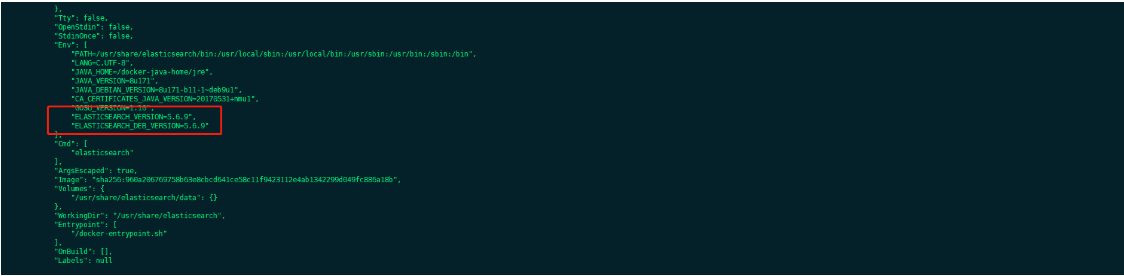 },
"Tty": false,
"OpenStdin": false,
"StdinOnce": false,
"Env": [
"PATH=/usr/share/elasticsearch/bin:/usr/local/sbin:/usr/local/bin:/usr/sbin:/usr/bin:/sbin:/bin",
"LANG=C.UTF-8",
"JAVA_HOME=/docker-java-home/jre",
"JAVA_VERSION=8u171",
"JAVA_DEBIAN_VERSION=8u171-b11-1~deb9u1",
"CA_CERTIFICATES_JAVA_VERSION=20170531+nmu1",
"GOSU_VERSION=1.10",
"ELASTICSEARCH_VERSION=5.6.9",
"ELASTICSEARCH_DEB_VERSION=5.6.9"
],
"Cmd": [
"elasticsearch"
],
"ArgsEscaped": true,
"Image":
"Volumes": {
"/usr/share/elasticsearch/data": {}
},
"WorkingDir": "/usr/share/elasticsearch",
"Entrypoint": [
"/docker-entrypoint.sh"
],
"OnBuild": [],
"Labels": null